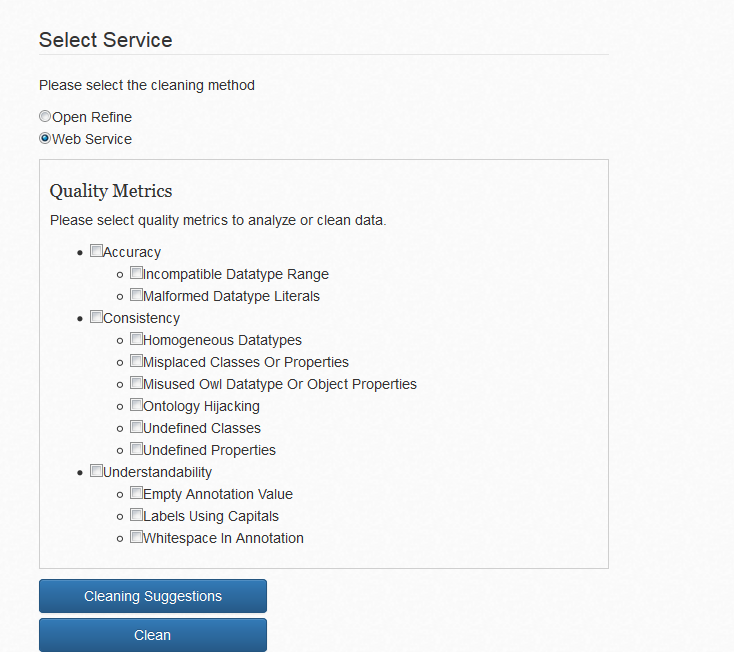 Select Service
Please select the cleaning method
Open Refine
Web Service
Quality Metrics
Please select quality metrics to analyze or clean data.
Accuracy
Incompatible Datatype Range
Malformed Datatype Literals
Consistency
Homogeneous Datatypes
Misplaced Classes Or Properties
Misused Owl Datatype Or Object Properties
Ontology Hijacking
Undefined Classes
Undefined Properties
Understandability
Empty Annotation Value
Labels Using Capitals
Whitespace In Annotation
Cleaning Suggestions
Clean